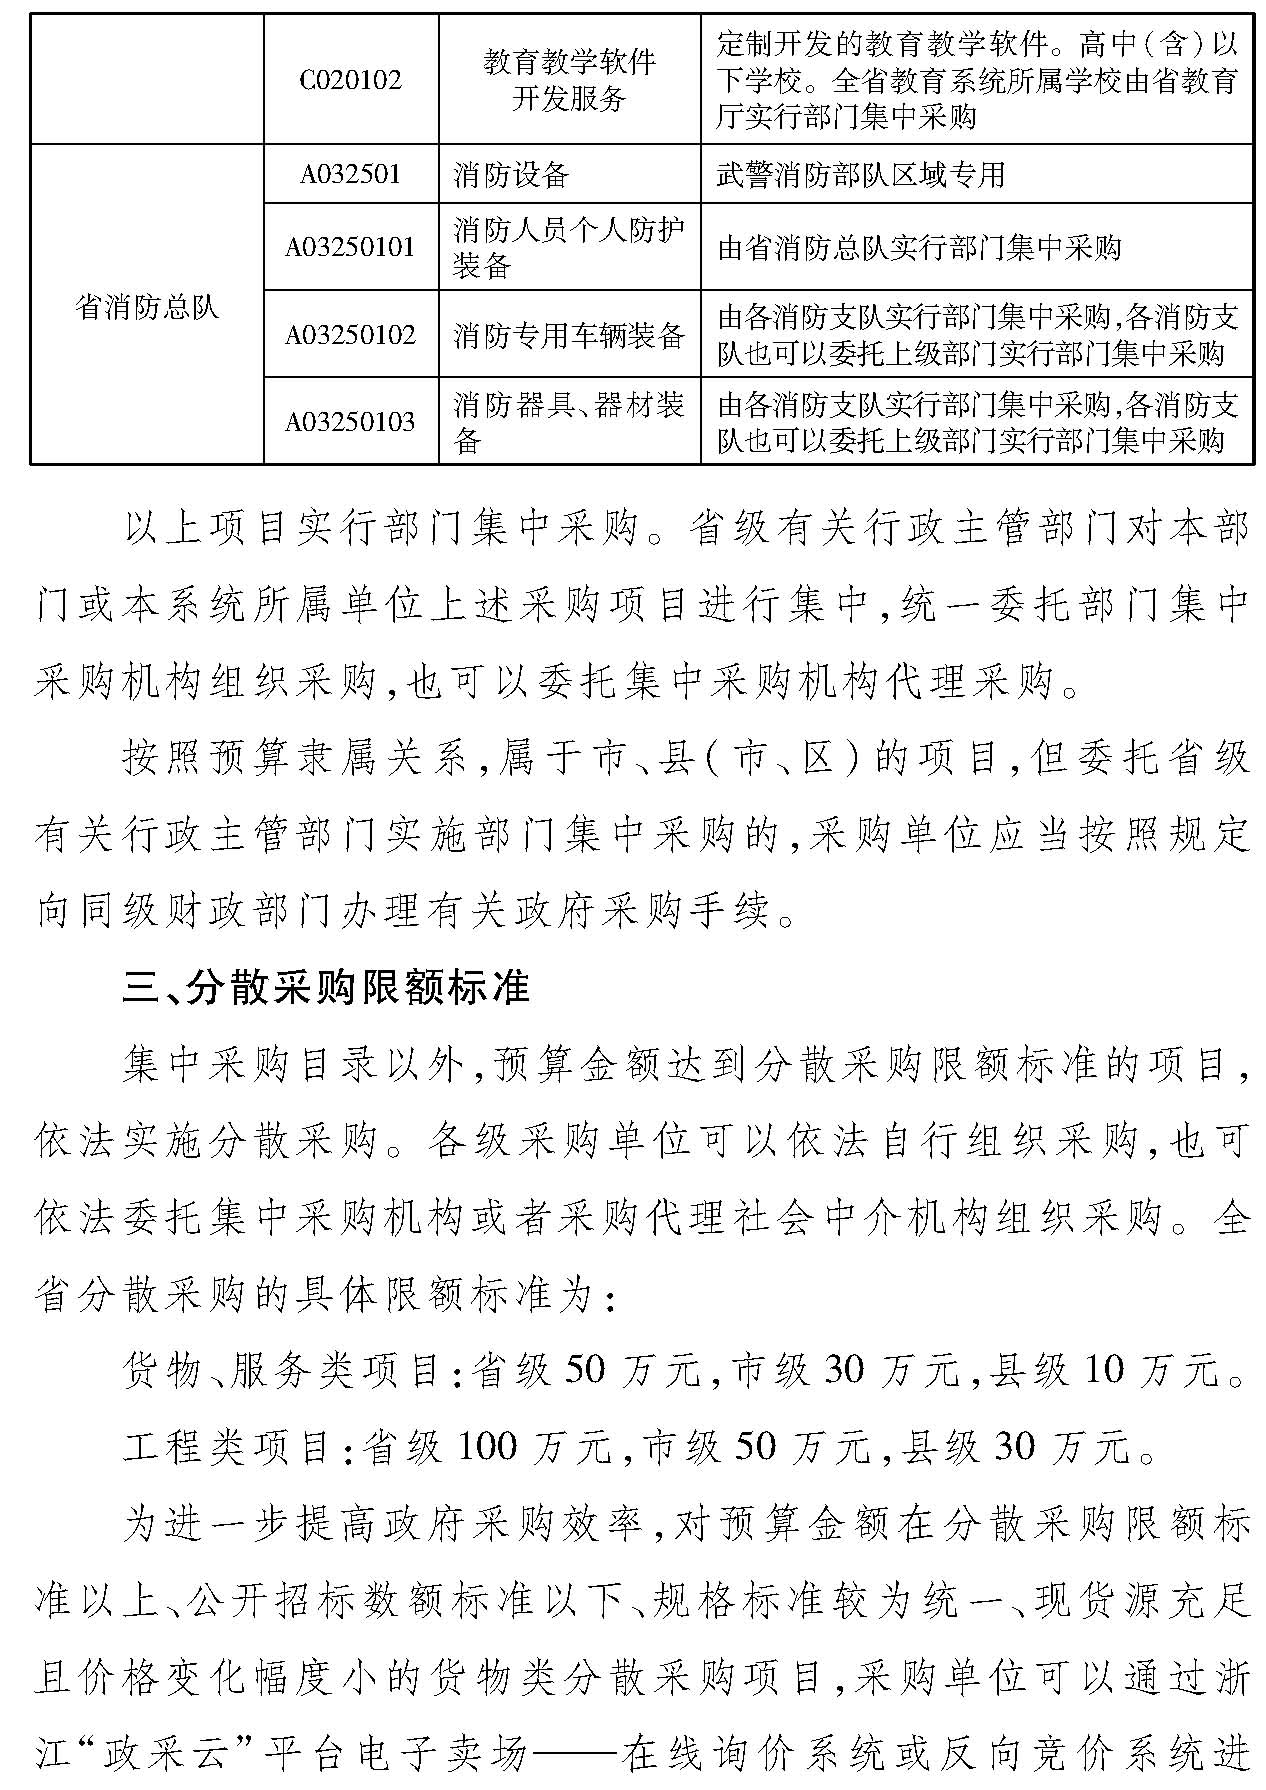 C020102
教育教学软件
开发服务
定制开发的教育教学软件。高中(含)以
下学校。全省教育系统所属学校由省教育
厅实行部门集中采购
省消防总队
A032501
消防设备
武警消防部队区域专用
A03250101
消防人员个人防护
装备
由省消防总队实行部门集中采购
A03250102
消防专用车辆装备
由各消防支队实行部门集中采购,各消防支
队也可以委托上级部门实行部门集中采购
A03250103
消防器具、器材装
备
由各消防支队实行部门集中采购,各消防支
队也可以委托上级部门实行部门集中采购
以上项目实行部门集中采购。省级有关行政主管部门对本部
门或本系统所属单位上述采购项目进行集中,统一委托部门集中
采购机构组织采购,也可以委托集中采购机构代理采购。
按照预算隶属关系,属于市、县(市、区)的项目,但委托省级
有关行政主管部门实施部门集中采购的,采购单位应当按照规定
向同级财政部门办理有关政府采购手续。
三、分散采购限额标准
集中采购目录以外,预算金额达到分散采购限额标准的项目,
依法实施分散采购。各级采购单位可以依法自行组织采购,也可
依法委托集中采购机构或者采购代理社会中介机构组织采购。全
省分散采购的具体限额标准为:
货物、服务类项目:省级 50 万元,市级 30 万元,县级 10 万元。
工程类项目:省级 100 万元,市级 50 万元,县级 30 万元。
为进一步提高政府采购效率,对预算金额在分散采购限额标
准以上、公开招标数额标准以下、规格标准较为统一、现货源充足
且价格变化幅度小的货物类分散采购项目,采购单位可以通过浙
江“政采云”平台电子卖场——在线询价系统或反向竞价系统进